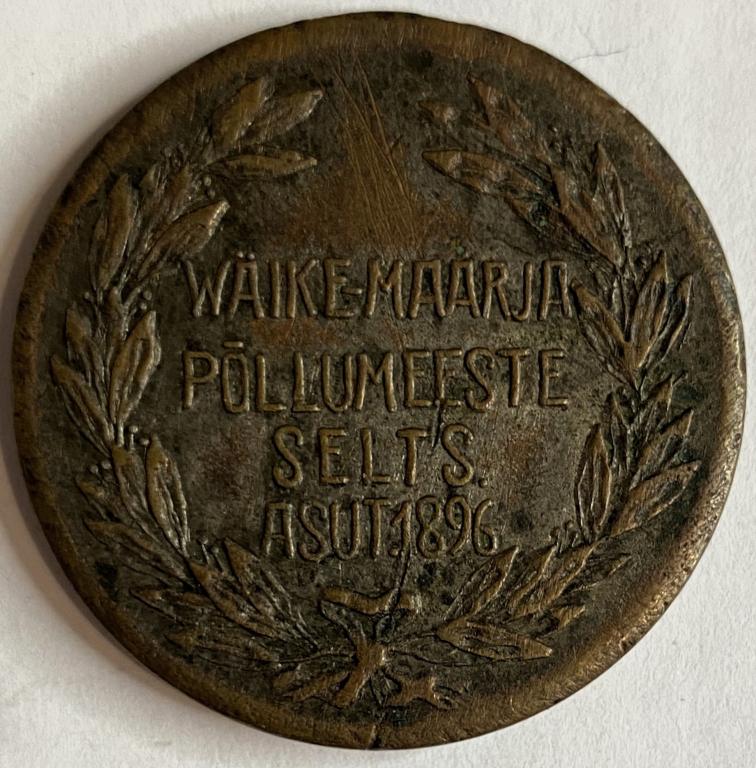 WÄIKE-MAARJA
PÕLLUMEESTE
SELTS.
ASUT.1896